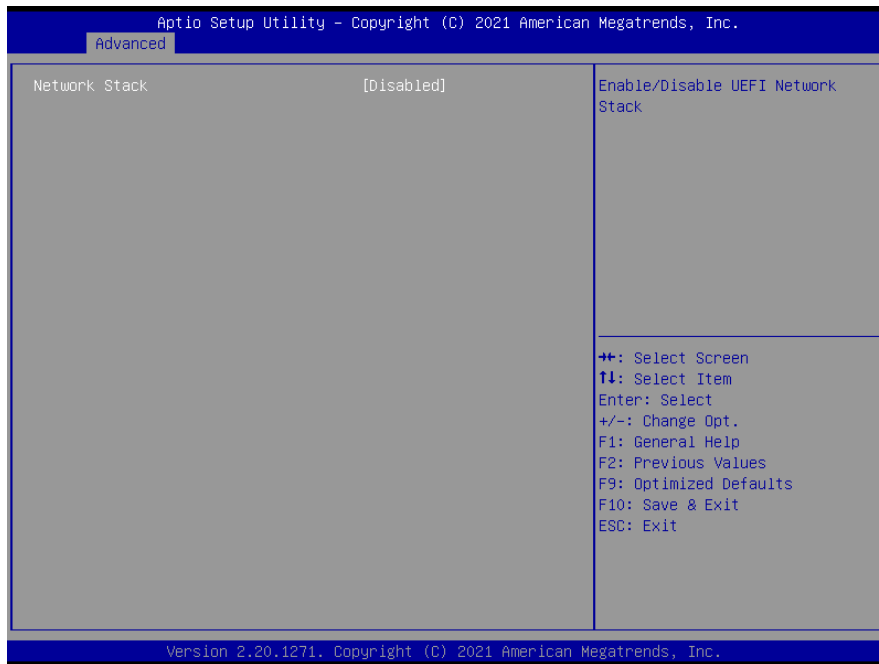 Aptio Setup Utility – Copyright (C) 2021 American Megatrends, Inc.
Advanced
Network Stack [Disabled]
Enable/Disable UEFI Network
Stack
→←: Select Screen
↑↓: Select Item
Enter: Select
+/-: Change Opt.
F1: General Help
F2: Previous Values
F9: Optimized Defaults
F10: Save & Exit
ESC: Exit
Version 2.20.1271. Copyright (C) 2021 American Megatrends, Inc.